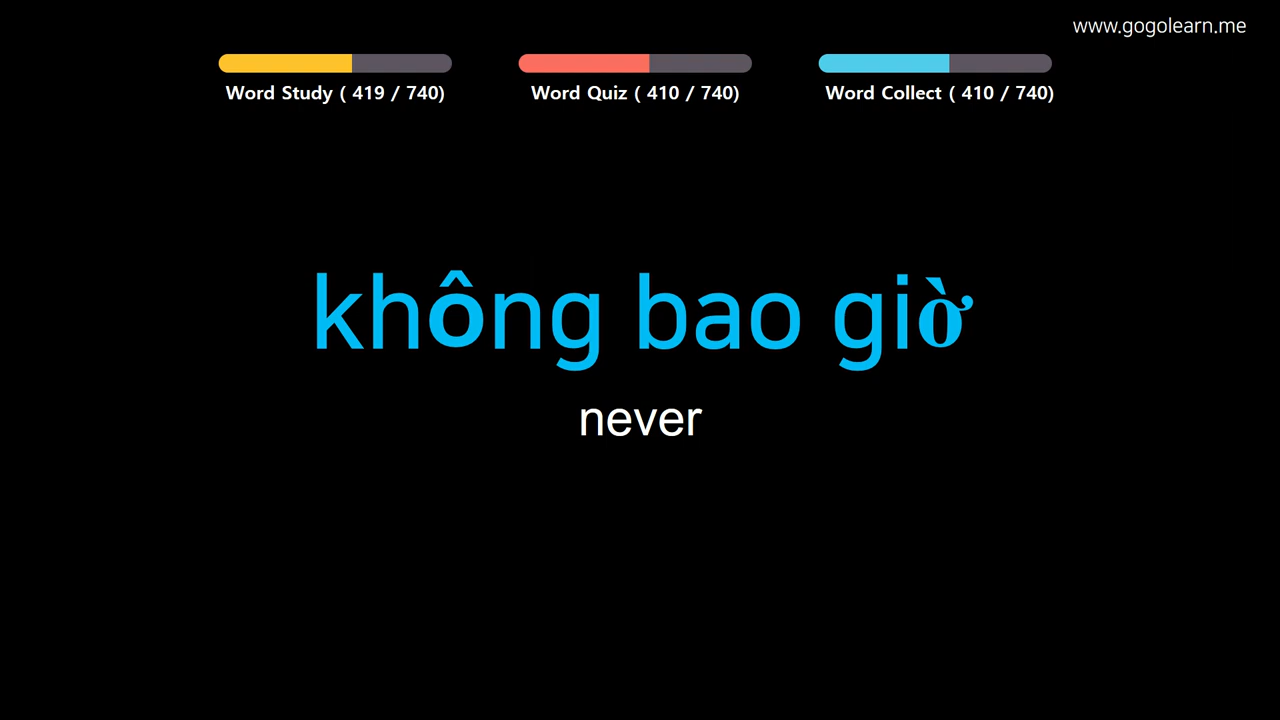 www.gogolearn.me
Word Study ( 419 / 740)
Word Quiz ( 410 / 740)
Word Collect ( 410 / 740)
không bao giờ
never